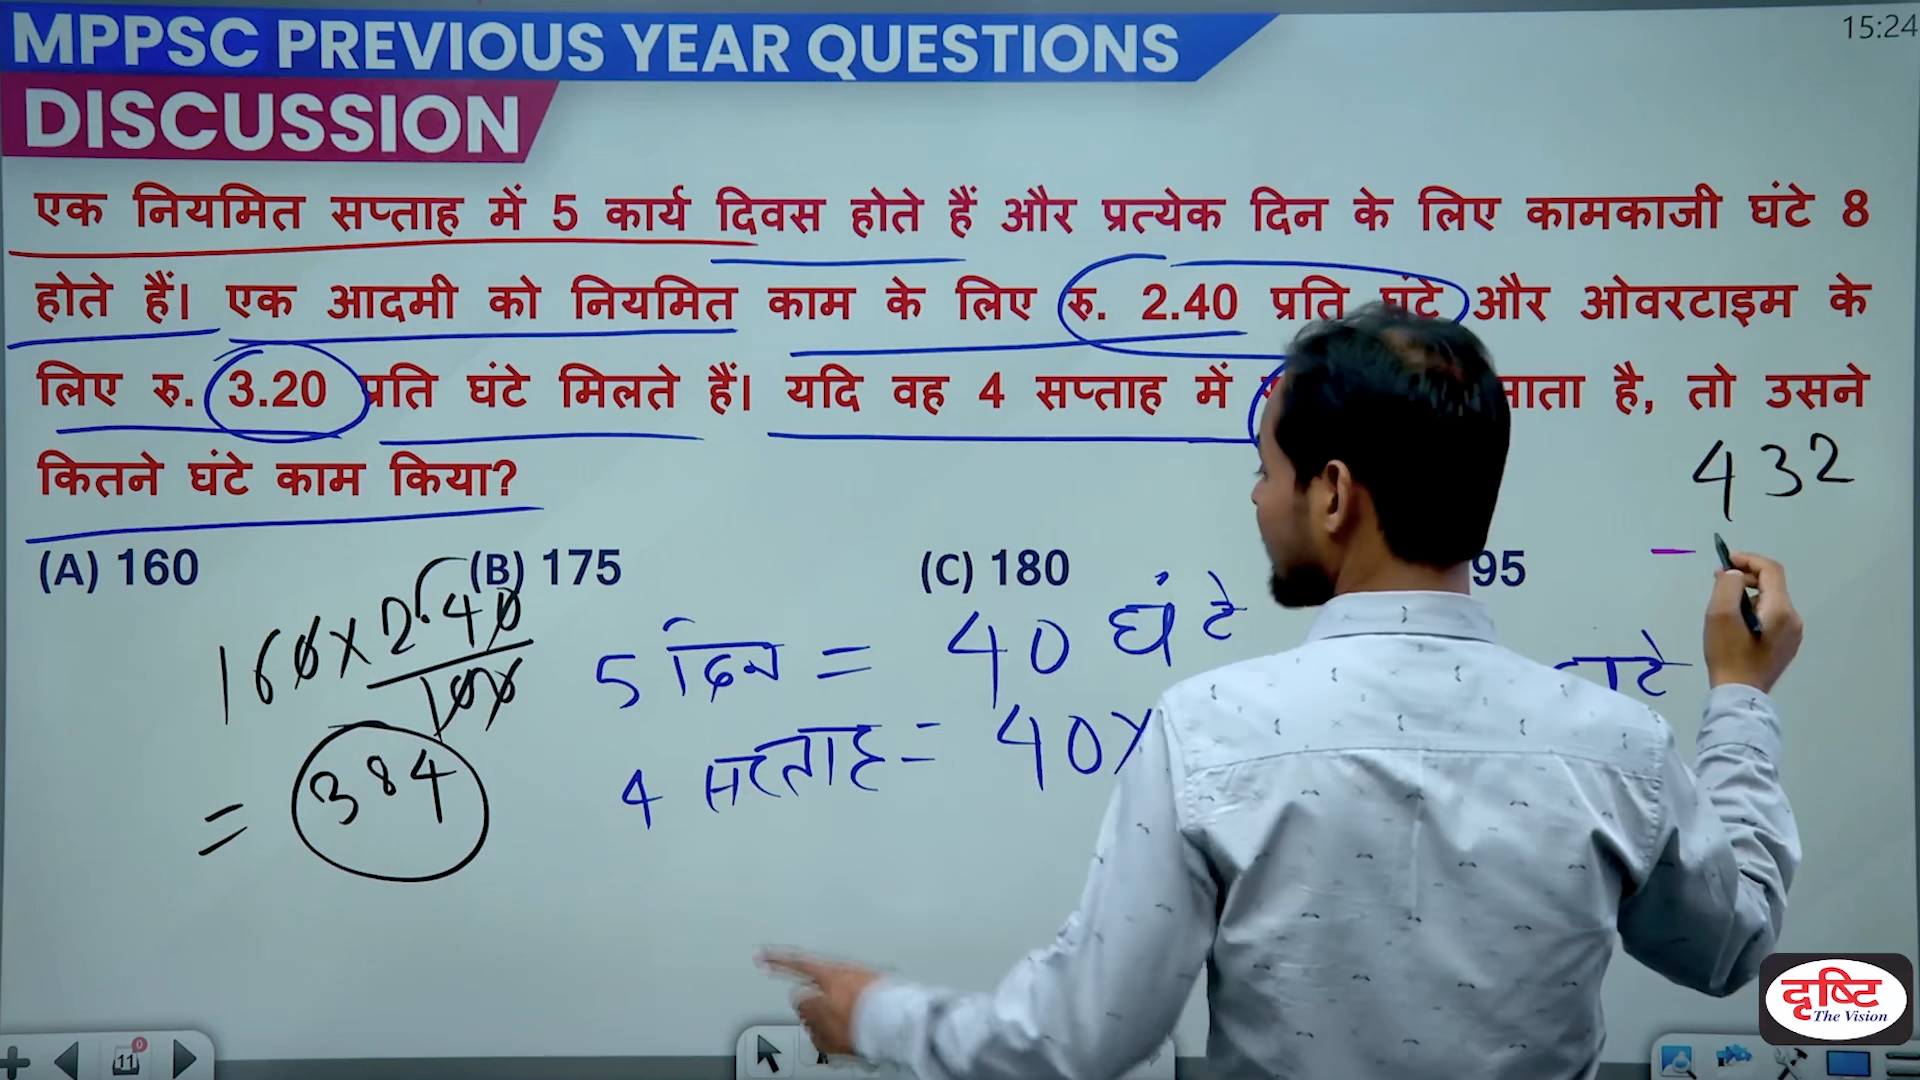 MPPSC PREVIOUS YEAR QUESTIONS
15:24
DISCUSSION
एक नियमित सप्ताह में 5 कार्य दिवस होते हैं और प्रत्येक दिन के लिए कामकाजी घंटे 8
होते हैं। एक आदमी को नियमित काम के लिए रु. 2.40 प्रति घंटे और ओवरटाइम के
लिए रु. 3.20 प्रति घंटे मिलते हैं। यदि वह 4 सप्ताह में है, तो उसने
कितने घंटे काम किया?
432
(A) 160 (B) 175 (C) 180 95
160×2.40
100
= 384
5 दिन = 40 घंटे
4 सप्ताह = 40×
दृष्टि
The Vision
11
0